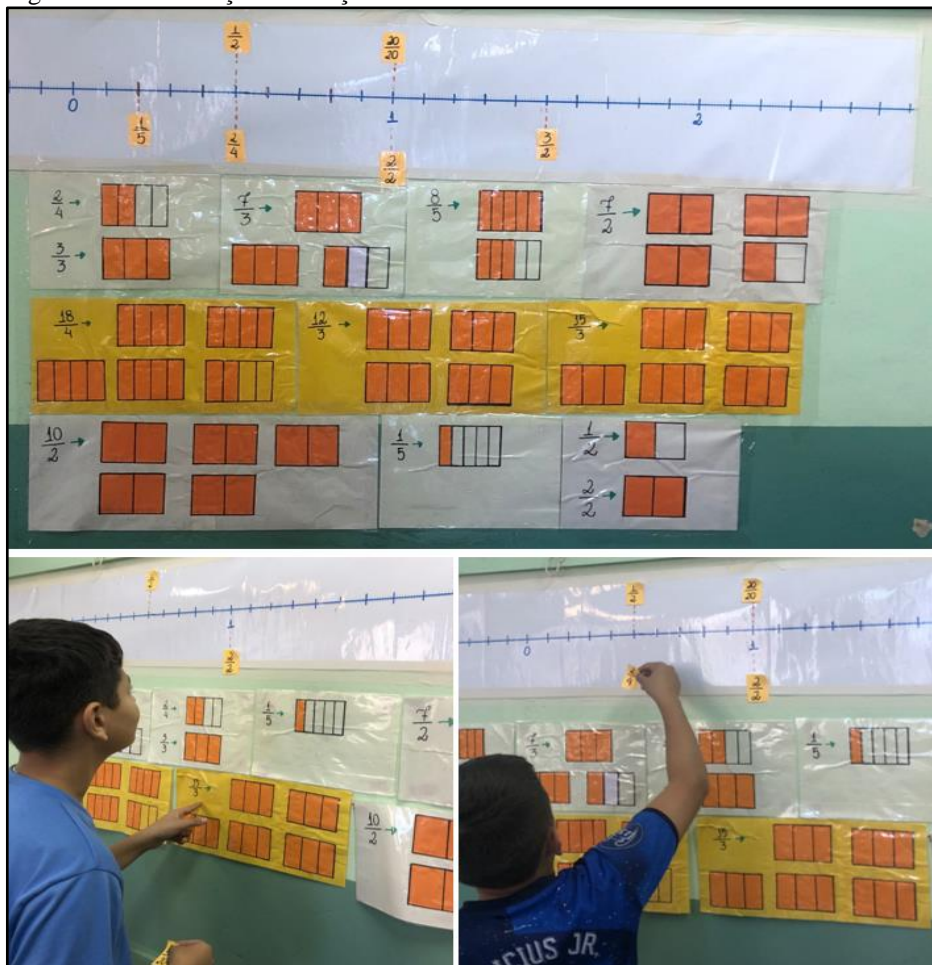 1/2 20/20
0 1 2
1/5 2/4 2/2 3/2
2/4 → 7/3 → 8/5 → 7/2 →
3/3 →
18/4 → 12/3 → 15/3 →
10/2 → 1/5 → 1/2 →
2/2 →
1
2/2
2/4 → 1/5 → 7/2 →
3/3 →
15/3 →
10/2 →
1/2 20/20
0 1
2/2
7/3 → 1/5 →
15/3 →
CIUS JR.